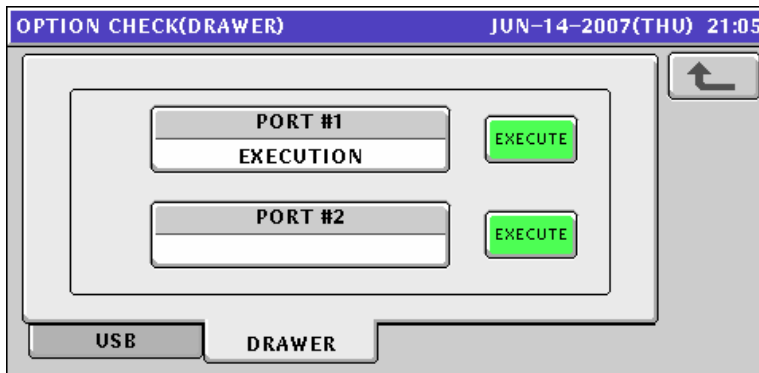 OPTION CHECK(DRAWER) JUN-14-2007(THU) 21:05
PORT #1
EXECUTION
EXECUTE
PORT #2
EXECUTE
USB
DRAWER